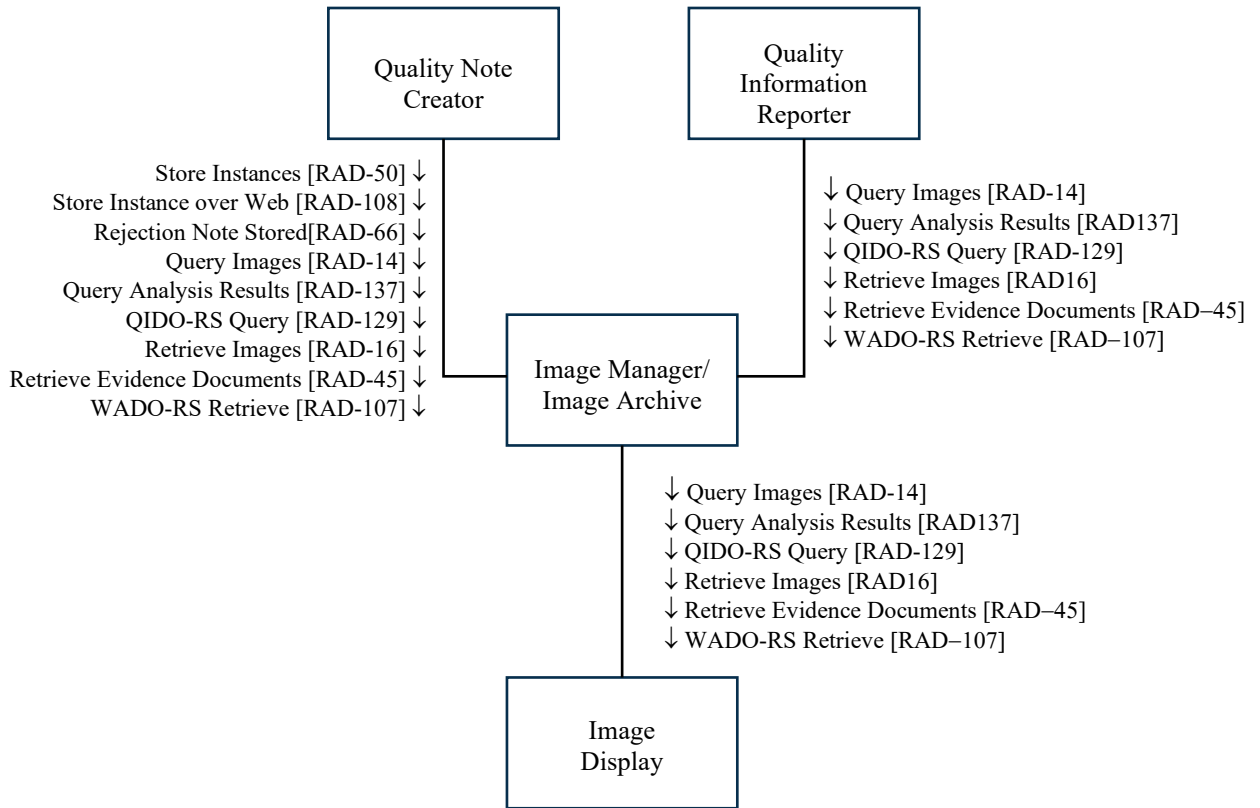 Quality Note
Creator
Quality
Information
Reporter
Store Instances [RAD-50] ↓
Store Instance over Web [RAD-108] ↓
Rejection Note Stored[RAD-66] ↓
Query Images [RAD-14] ↓
Query Analysis Results [RAD-137] ↓
QIDO-RS Query [RAD-129] ↓
Retrieve Images [RAD-16] ↓
Retrieve Evidence Documents [RAD-45] ↓
WADO-RS Retrieve [RAD-107] ↓
↓ Query Images [RAD-14]
↓ Query Analysis Results [RAD137]
↓ QIDO-RS Query [RAD-129]
↓ Retrieve Images [RAD16]
↓ Retrieve Evidence Documents [RAD–45]
↓ WADO-RS Retrieve [RAD–107]
Image Manager/
Image Archive
↓ Query Images [RAD-14]
↓ Query Analysis Results [RAD137]
↓ QIDO-RS Query [RAD-129]
↓ Retrieve Images [RAD16]
↓ Retrieve Evidence Documents [RAD–45]
↓ WADO-RS Retrieve [RAD–107]
Image
Display